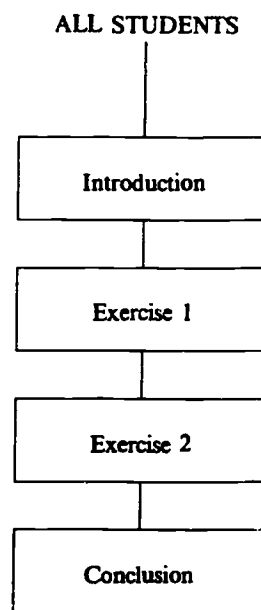 ALL STUDENTS
Introduction
Exercise 1
Exercise 2
Conclusion